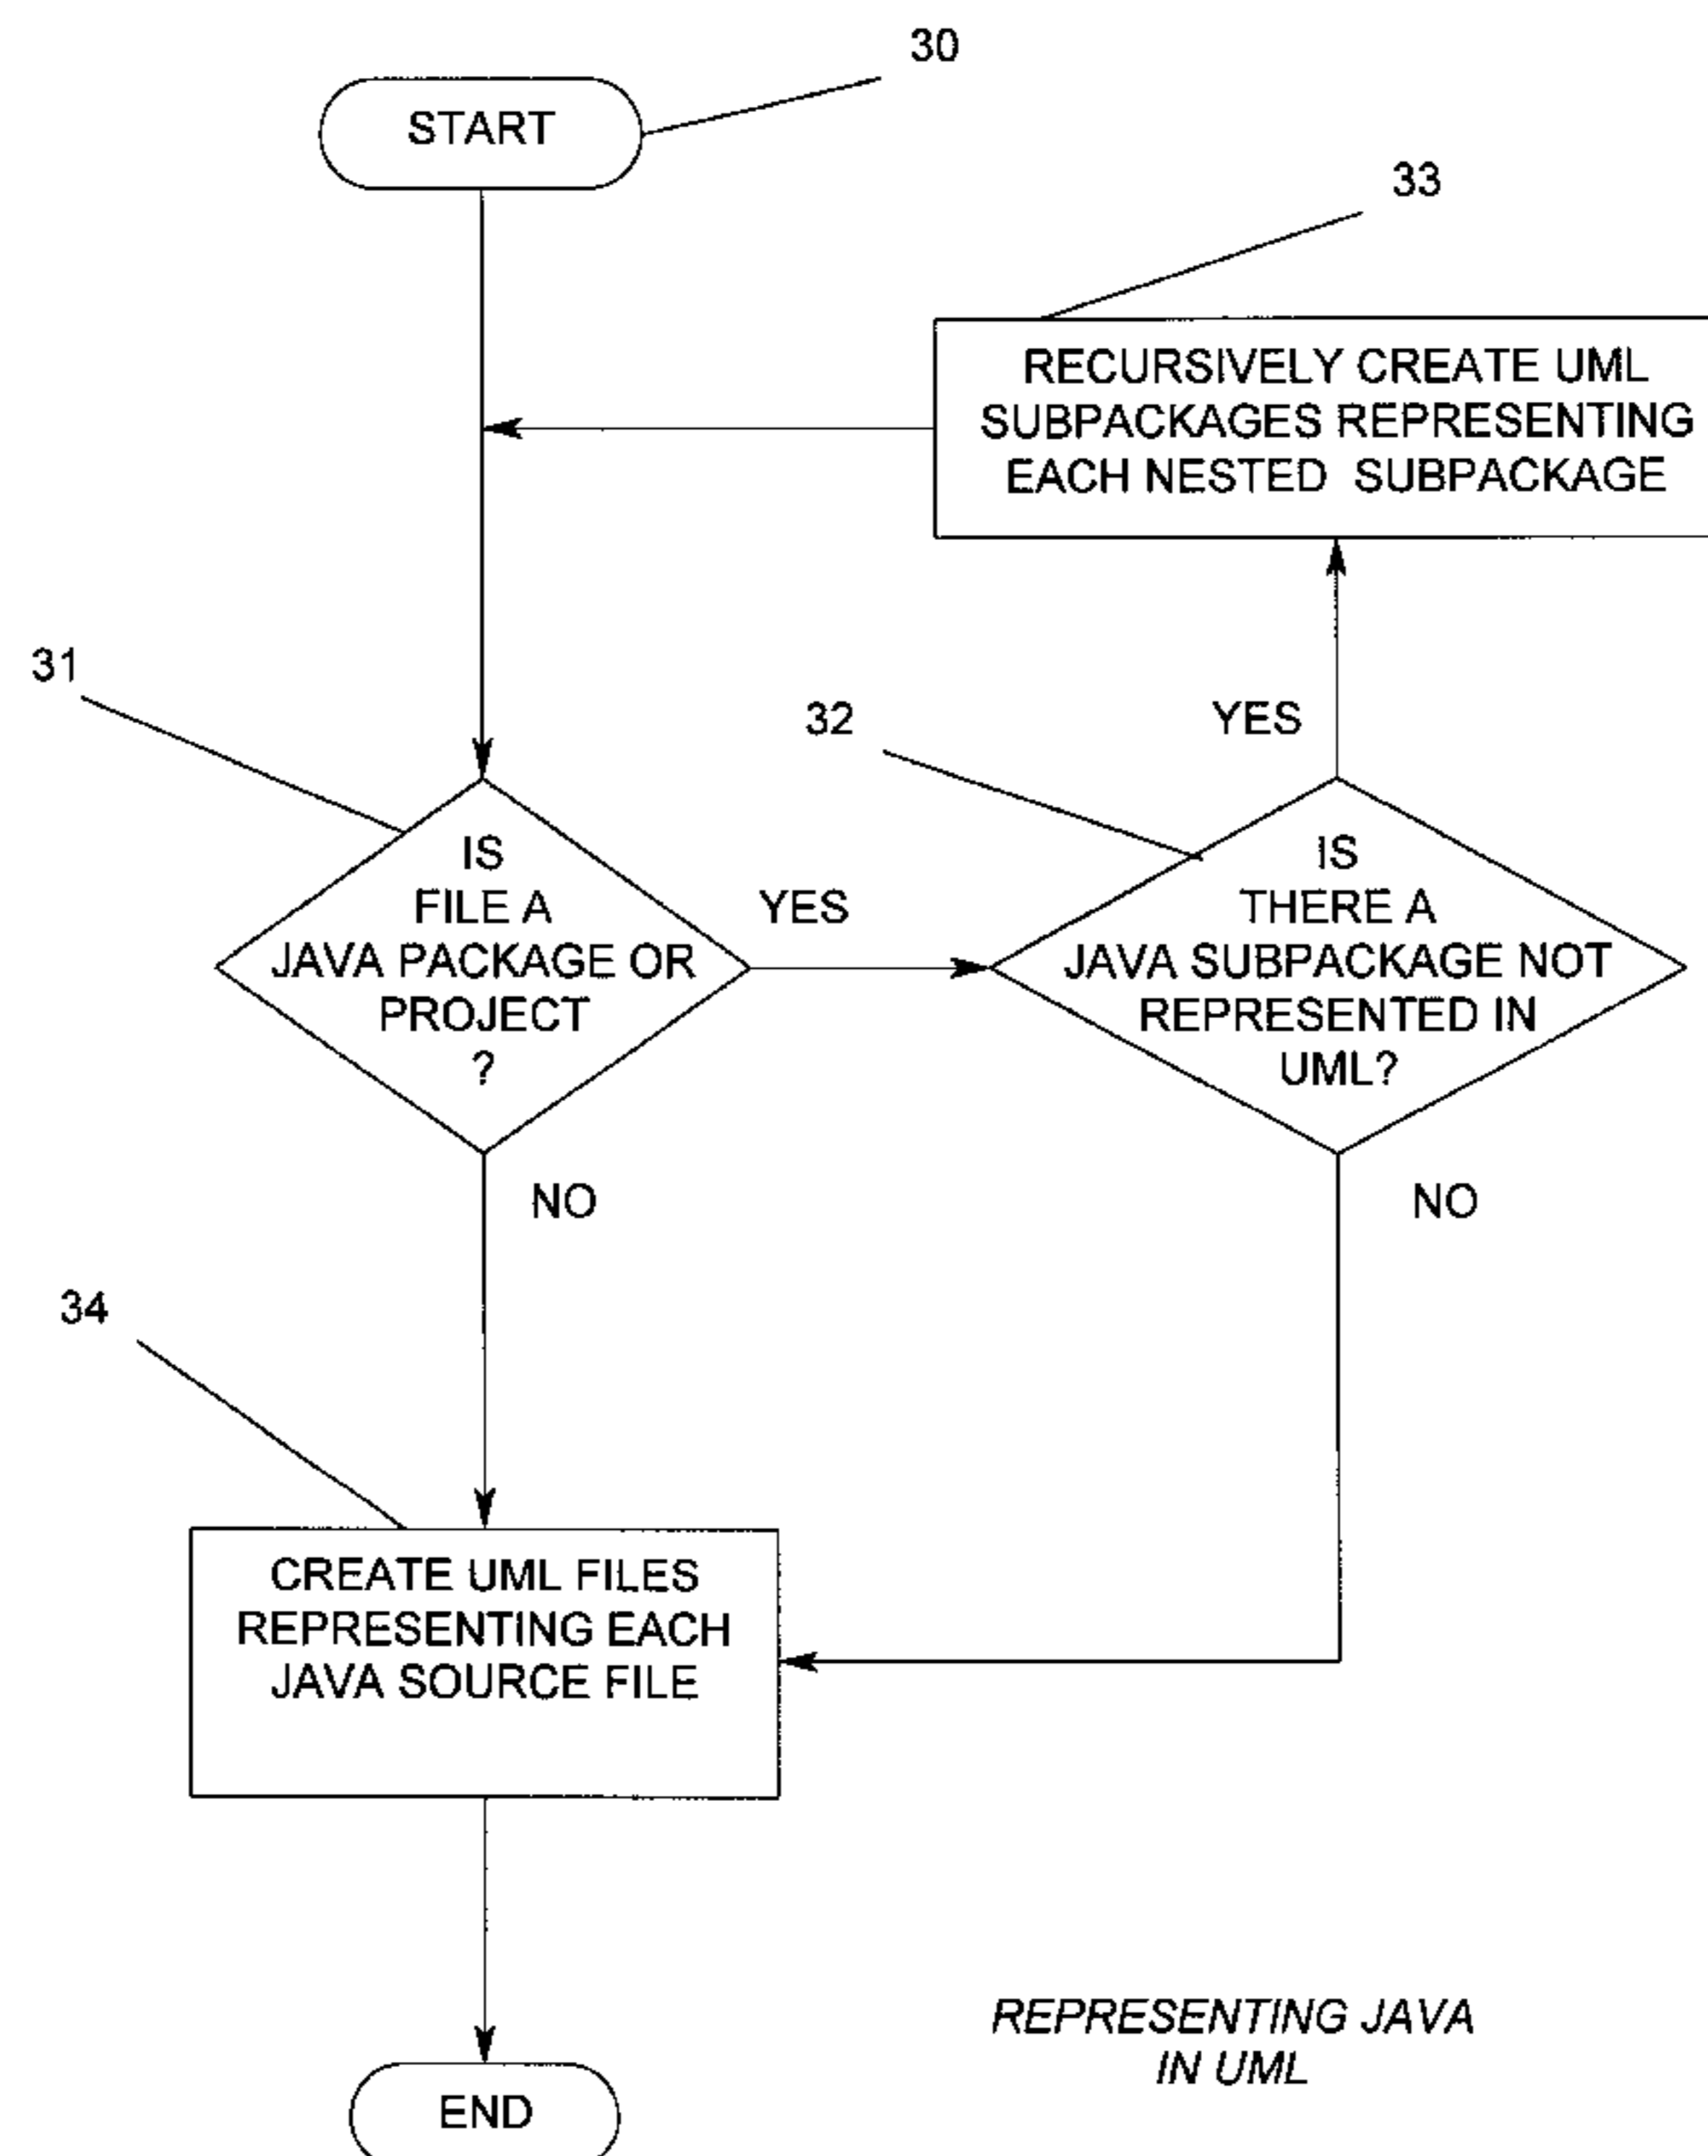 30
START
33
RECURSIVELY CREATE UML
SUBPACKAGES REPRESENTING
EACH NESTED SUBPACKAGE
31
32
YES
IS
FILE A
JAVA PACKAGE OR
PROJECT
?
YES
IS
THERE A
JAVA SUBPACKAGE NOT
REPRESENTED IN
UML?
NO
NO
34
CREATE UML FILES
REPRESENTING EACH
JAVA SOURCE FILE
REPRESENTING JAVA
IN UML
END